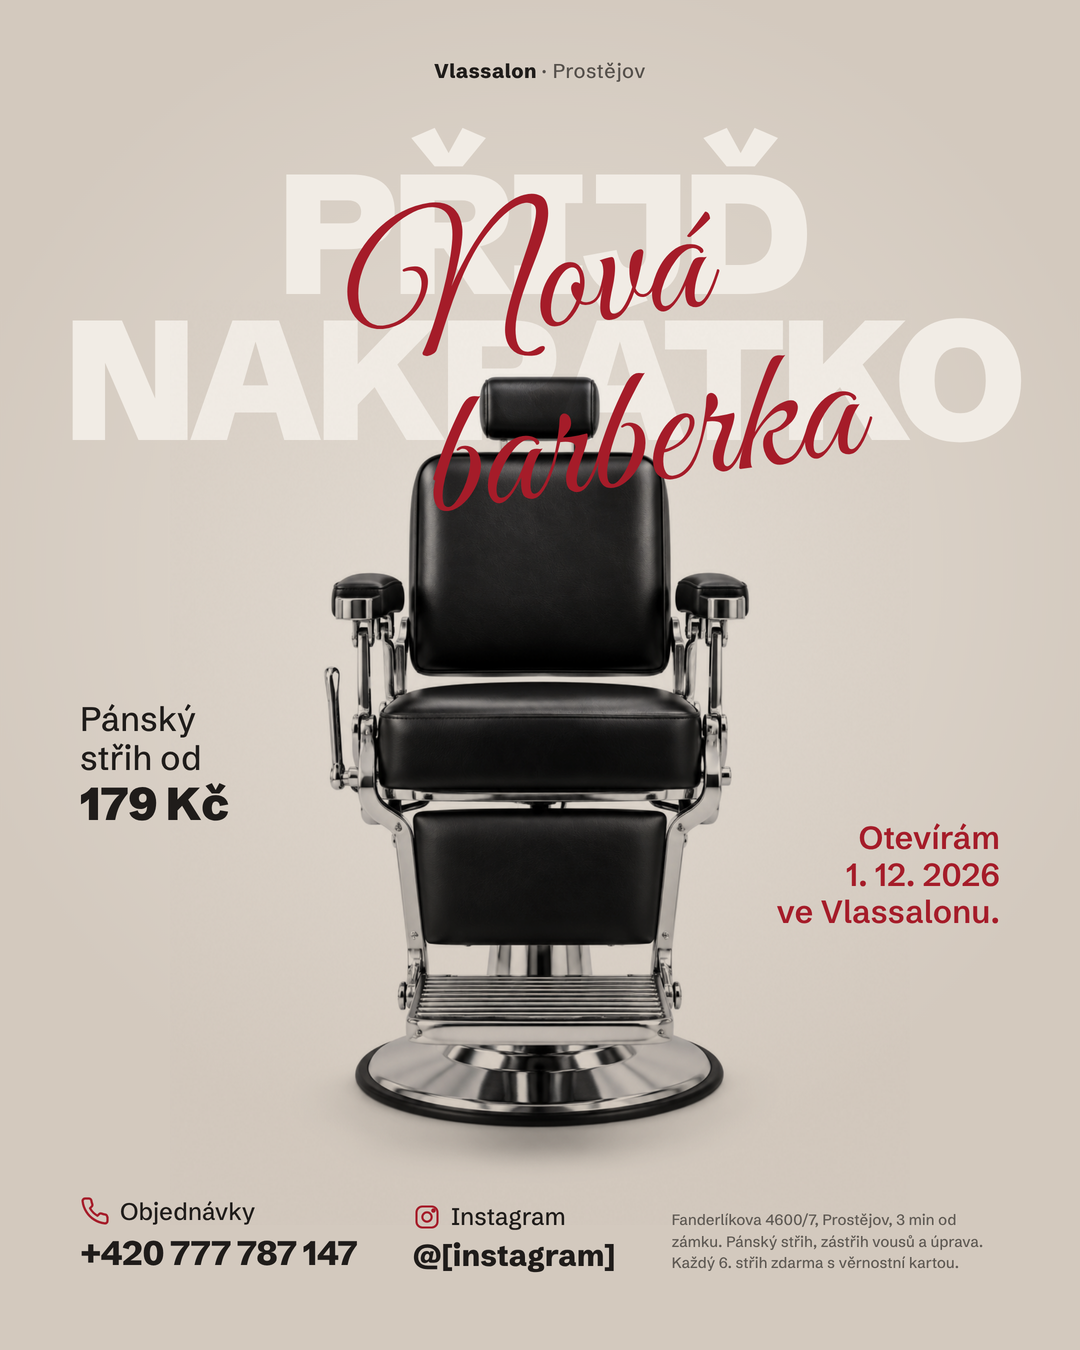 Vlassalon · Prostějov
PŘIJĎ
NAKRÁTKO
Nová
barberka
Pánský
střih od
179 Kč
Otevírám
1. 12. 2026
ve Vlassalonu.
Objednávky
+420 777 787 147
Instagram
@[instagram]
Fanderlíkova 4600/7, Prostějov, 3 min od
zámku. Pánský střih, zástřih vousů a úprava.
Každý 6. střih zdarma s věrnostní kartou.